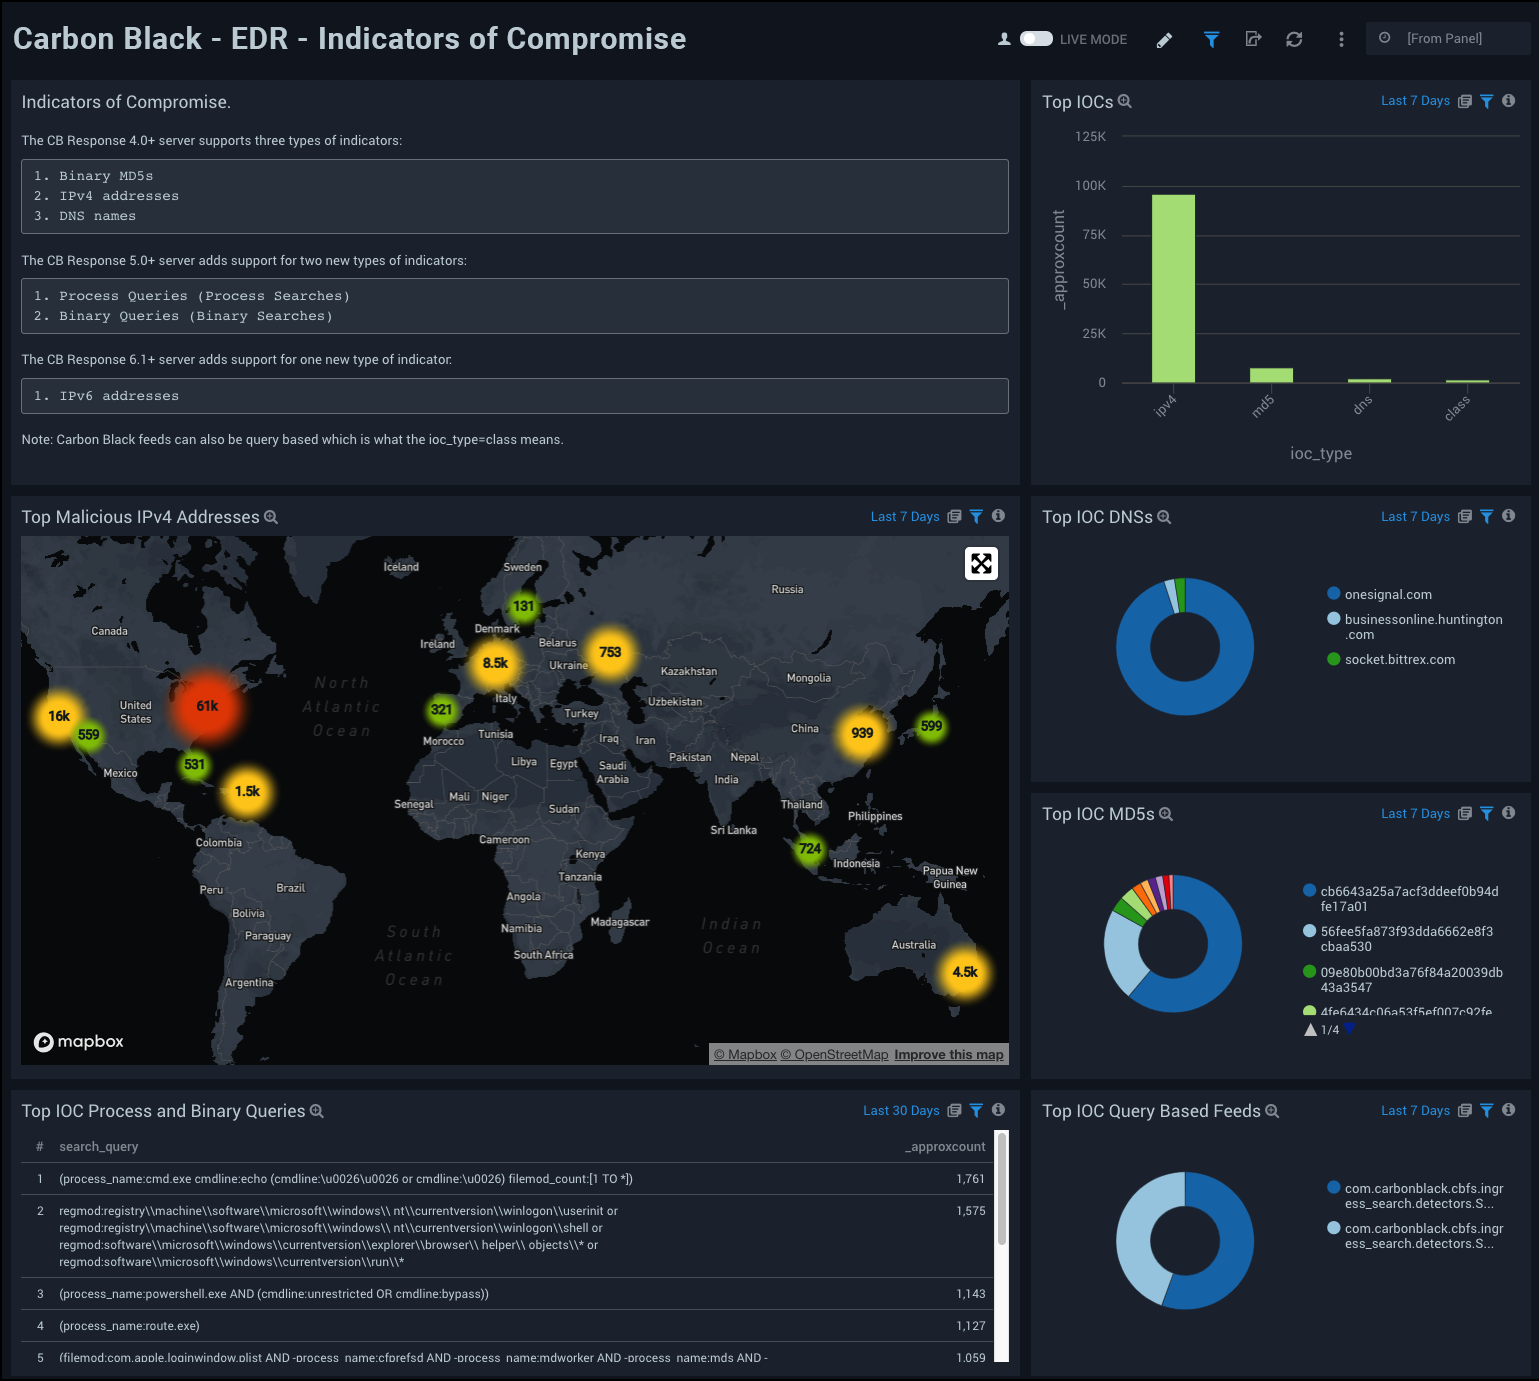 Carbon Black - EDR - Indicators of Compromise
LIVE MODE
[From Panel]
Indicators of Compromise.
The CB Response 4.0+ server supports three types of indicators:
1. Binary MD5s
2. IPv4 addresses
3. DNS names
The CB Response 5.0+ server adds support for two new types of indicators:
1. Process Queries (Process Searches)
2. Binary Queries (Binary Searches)
The CB Response 6.1+ server adds support for one new type of indicator:
1. IPv6 addresses
Note: Carbon Black feeds can also be query based which is what the ioc_type=class means.
Top IOCs
Last 7 Days
125K
100K
75K
50K
25K
0
_approxcount
ipv4
md5
dns
class
ioc_type
Top Malicious IPv4 Addresses
Last 7 Days
Iceland
Sweden
Russia
131
Canada
Denmark
Ireland
Belarus
753
8.5k
Ukraine
Kazakhstan
Mongolia
North
Atlantic
Ocean
United
States
61k
16k
559
321
Italy
Turkey
Uzbekistan
China
939
599
Morocco
Tunisia
Iraq
Iran
Pakistan
Nepal
Libya
Egypt
Saudi
Arabia
India
Mexico
531
1.5k
Senegal
Mali
Niger
Sudan
Thailand
Philippines
Sri Lanka
Colombia
Cameroon
Kenya
724
Indonesia
Papua New
Guinea
Tanzania
Peru
Brazil
Angola
Bolivia
Namibia
Madagascar
Paraguay
South
Atlantic
Ocean
Indian
Ocean
South Africa
Australia
4.5k
Argentina
mapbox
© Mapbox © OpenStreetMap Improve this map
Top IOC DNSs
Last 7 Days
onesignal.com
businessonline.huntington
.com
socket.bittrex.com
Top IOC MD5s
Last 7 Days
cb6643a25a7acf3ddeef0b94d
fe17a01
56fee5fa873f93dda6662e8f3
cbaa530
09e80b00bd3a76f84a20039db
43a3547
4fe6434c06a53f5ef007c92fe
1/4
Top IOC Process and Binary Queries
Last 30 Days
# search_query _approxcount
1 (process_name:cmd.exe cmdline:echo (cmdline:\u0026\u0026 or cmdline:\u0026) filemod_count:[1 TO *]) 1,761
2 regmod:registry\\machine\\software\\microsoft\\windows\\ nt\\currentversion\\winlogon\\userinit or 1,575
regmod:registry\\machine\\software\\microsoft\\windows\\ nt\\currentversion\\winlogon\\shell or
regmod:software\\microsoft\\windows\\currentversion\\explorer\\browser\\ helper\\ objects\\* or
regmod:software\\microsoft\\windows\\currentversion\\run\\*
3 (process_name:powershell.exe AND (cmdline:unrestricted OR cmdline:bypass)) 1,143
4 (process_name:route.exe) 1,127
5 (filemod:com.apple.loginwindow.plist AND -process_name:cfprefsd AND -process_name:mdworker AND -process_name:mds AND - 1,059
Top IOC Query Based Feeds
Last 7 Days
com.carbonblack.cbfs.ingr
ess_search.detectors.S...
com.carbonblack.cbfs.ingr
ess_search.detectors.S...